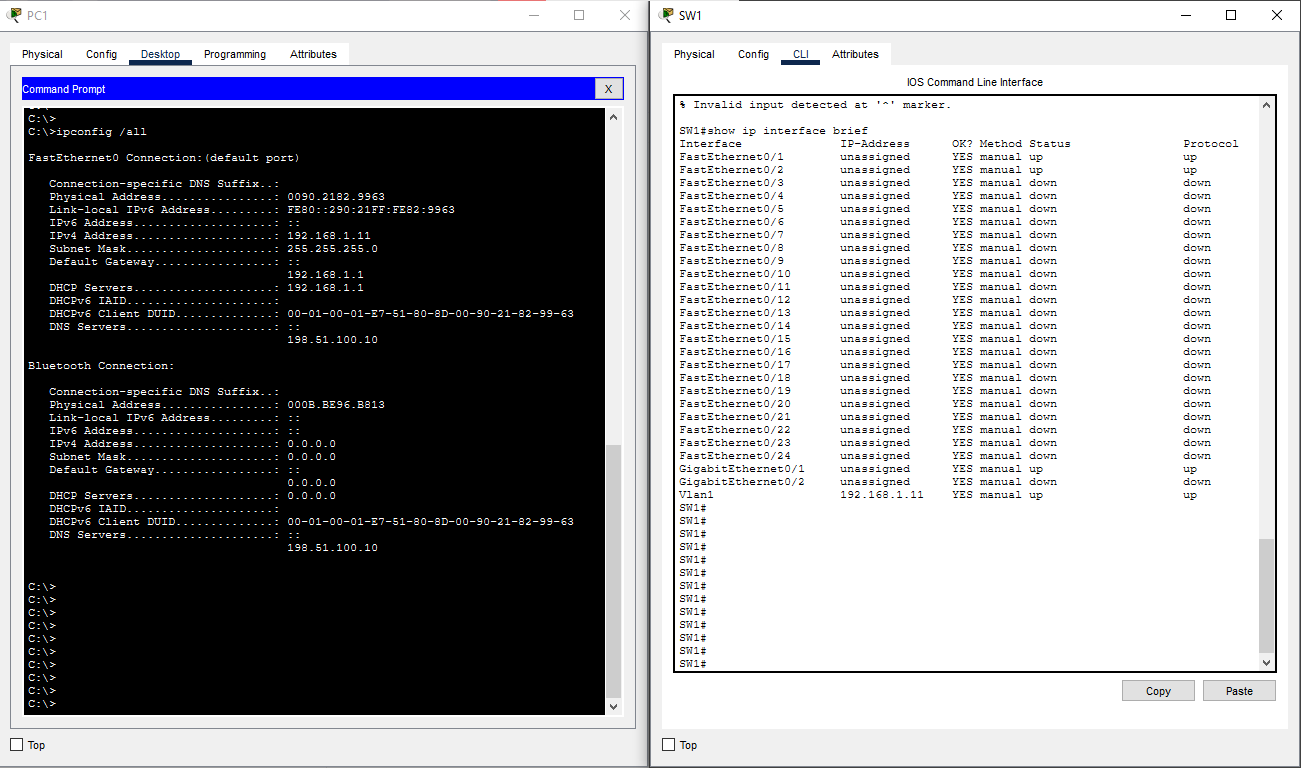 PC1
Physical Config Desktop Programming Attributes
Command Prompt X
C:\>
C:\>ipconfig /all
FastEthernet0 Connection:(default port)
Connection-specific DNS Suffix..:
Physical Address................: 0090.2182.9963
Link-local IPv6 Address.........: FE80::290:21FF:FE82:9963
IPv6 Address....................: ::
IPv4 Address....................: 192.168.1.11
Subnet Mask.....................: 255.255.255.0
Default Gateway.................: ::
192.168.1.1
DHCP Servers....................: 192.168.1.1
DHCPv6 IAID.....................:
DHCPv6 Client DUID..............: 00-01-00-01-E7-51-80-8D-00-90-21-82-99-63
DNS Servers.....................: ::
198.51.100.10
Bluetooth Connection:
Connection-specific DNS Suffix..:
Physical Address................: 000B.BE96.B813
Link-local IPv6 Address.........: ::
IPv6 Address....................: ::
IPv4 Address....................: 0.0.0.0
Subnet Mask.....................: 0.0.0.0
Default Gateway.................: ::
0.0.0.0
DHCP Servers....................: 0.0.0.0
DHCPv6 IAID.....................:
DHCPv6 Client DUID..............: 00-01-00-01-E7-51-80-8D-00-90-21-82-99-63
DNS Servers.....................: ::
198.51.100.10
C:\>
C:\>
C:\>
C:\>
C:\>
C:\>
C:\>
C:\>
C:\>
C:\>
Top
SW1
Physical Config CLI Attributes
IOS Command Line Interface
% Invalid input detected at '^' marker.
SW1#show ip interface brief
Interface IP-Address OK? Method Status Protocol
FastEthernet0/1 unassigned YES manual up up
FastEthernet0/2 unassigned YES manual up up
FastEthernet0/3 unassigned YES manual down down
FastEthernet0/4 unassigned YES manual down down
FastEthernet0/5 unassigned YES manual down down
FastEthernet0/6 unassigned YES manual down down
FastEthernet0/7 unassigned YES manual down down
FastEthernet0/8 unassigned YES manual down down
FastEthernet0/9 unassigned YES manual down down
FastEthernet0/10 unassigned YES manual down down
FastEthernet0/11 unassigned YES manual down down
FastEthernet0/12 unassigned YES manual down down
FastEthernet0/13 unassigned YES manual down down
FastEthernet0/14 unassigned YES manual down down
FastEthernet0/15 unassigned YES manual down down
FastEthernet0/16 unassigned YES manual down down
FastEthernet0/17 unassigned YES manual down down
FastEthernet0/18 unassigned YES manual down down
FastEthernet0/19 unassigned YES manual down down
FastEthernet0/20 unassigned YES manual down down
FastEthernet0/21 unassigned YES manual down down
FastEthernet0/22 unassigned YES manual down down
FastEthernet0/23 unassigned YES manual down down
FastEthernet0/24 unassigned YES manual down down
GigabitEthernet0/1 unassigned YES manual up up
GigabitEthernet0/2 unassigned YES manual down down
Vlan1 192.168.1.11 YES manual up up
SW1#
SW1#
SW1#
SW1#
SW1#
SW1#
SW1#
SW1#
SW1#
SW1#
SW1#
SW1#
SW1#
Copy Paste
Top